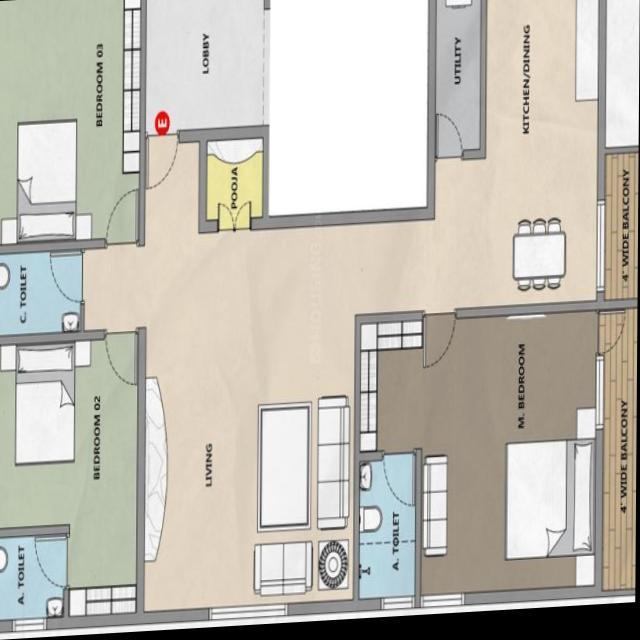 BEDROOM 03
LOBBY
E
POOJA
UTILITY
KITCHEN/DINING
4' WIDE BALCONY
C. TOILET
BEDROOM 02
LIVING
M. BEDROOM
4' WIDE BALCONY
A. TOILET
A. TOILET